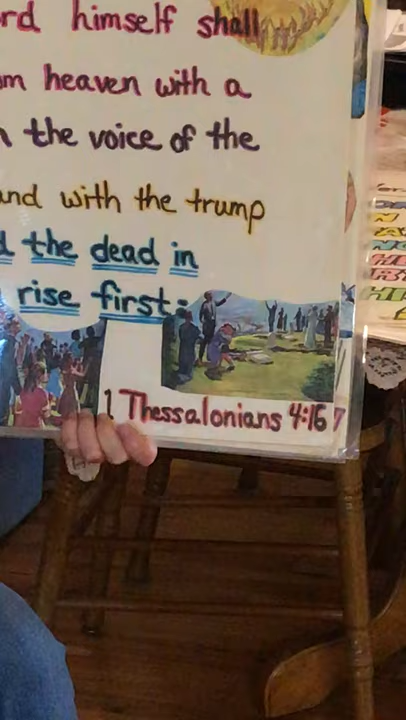 rd himself shall
om heaven with a
the voice of the
and with the trump
the dead in
rise first:
1 Thessalonians 4:16